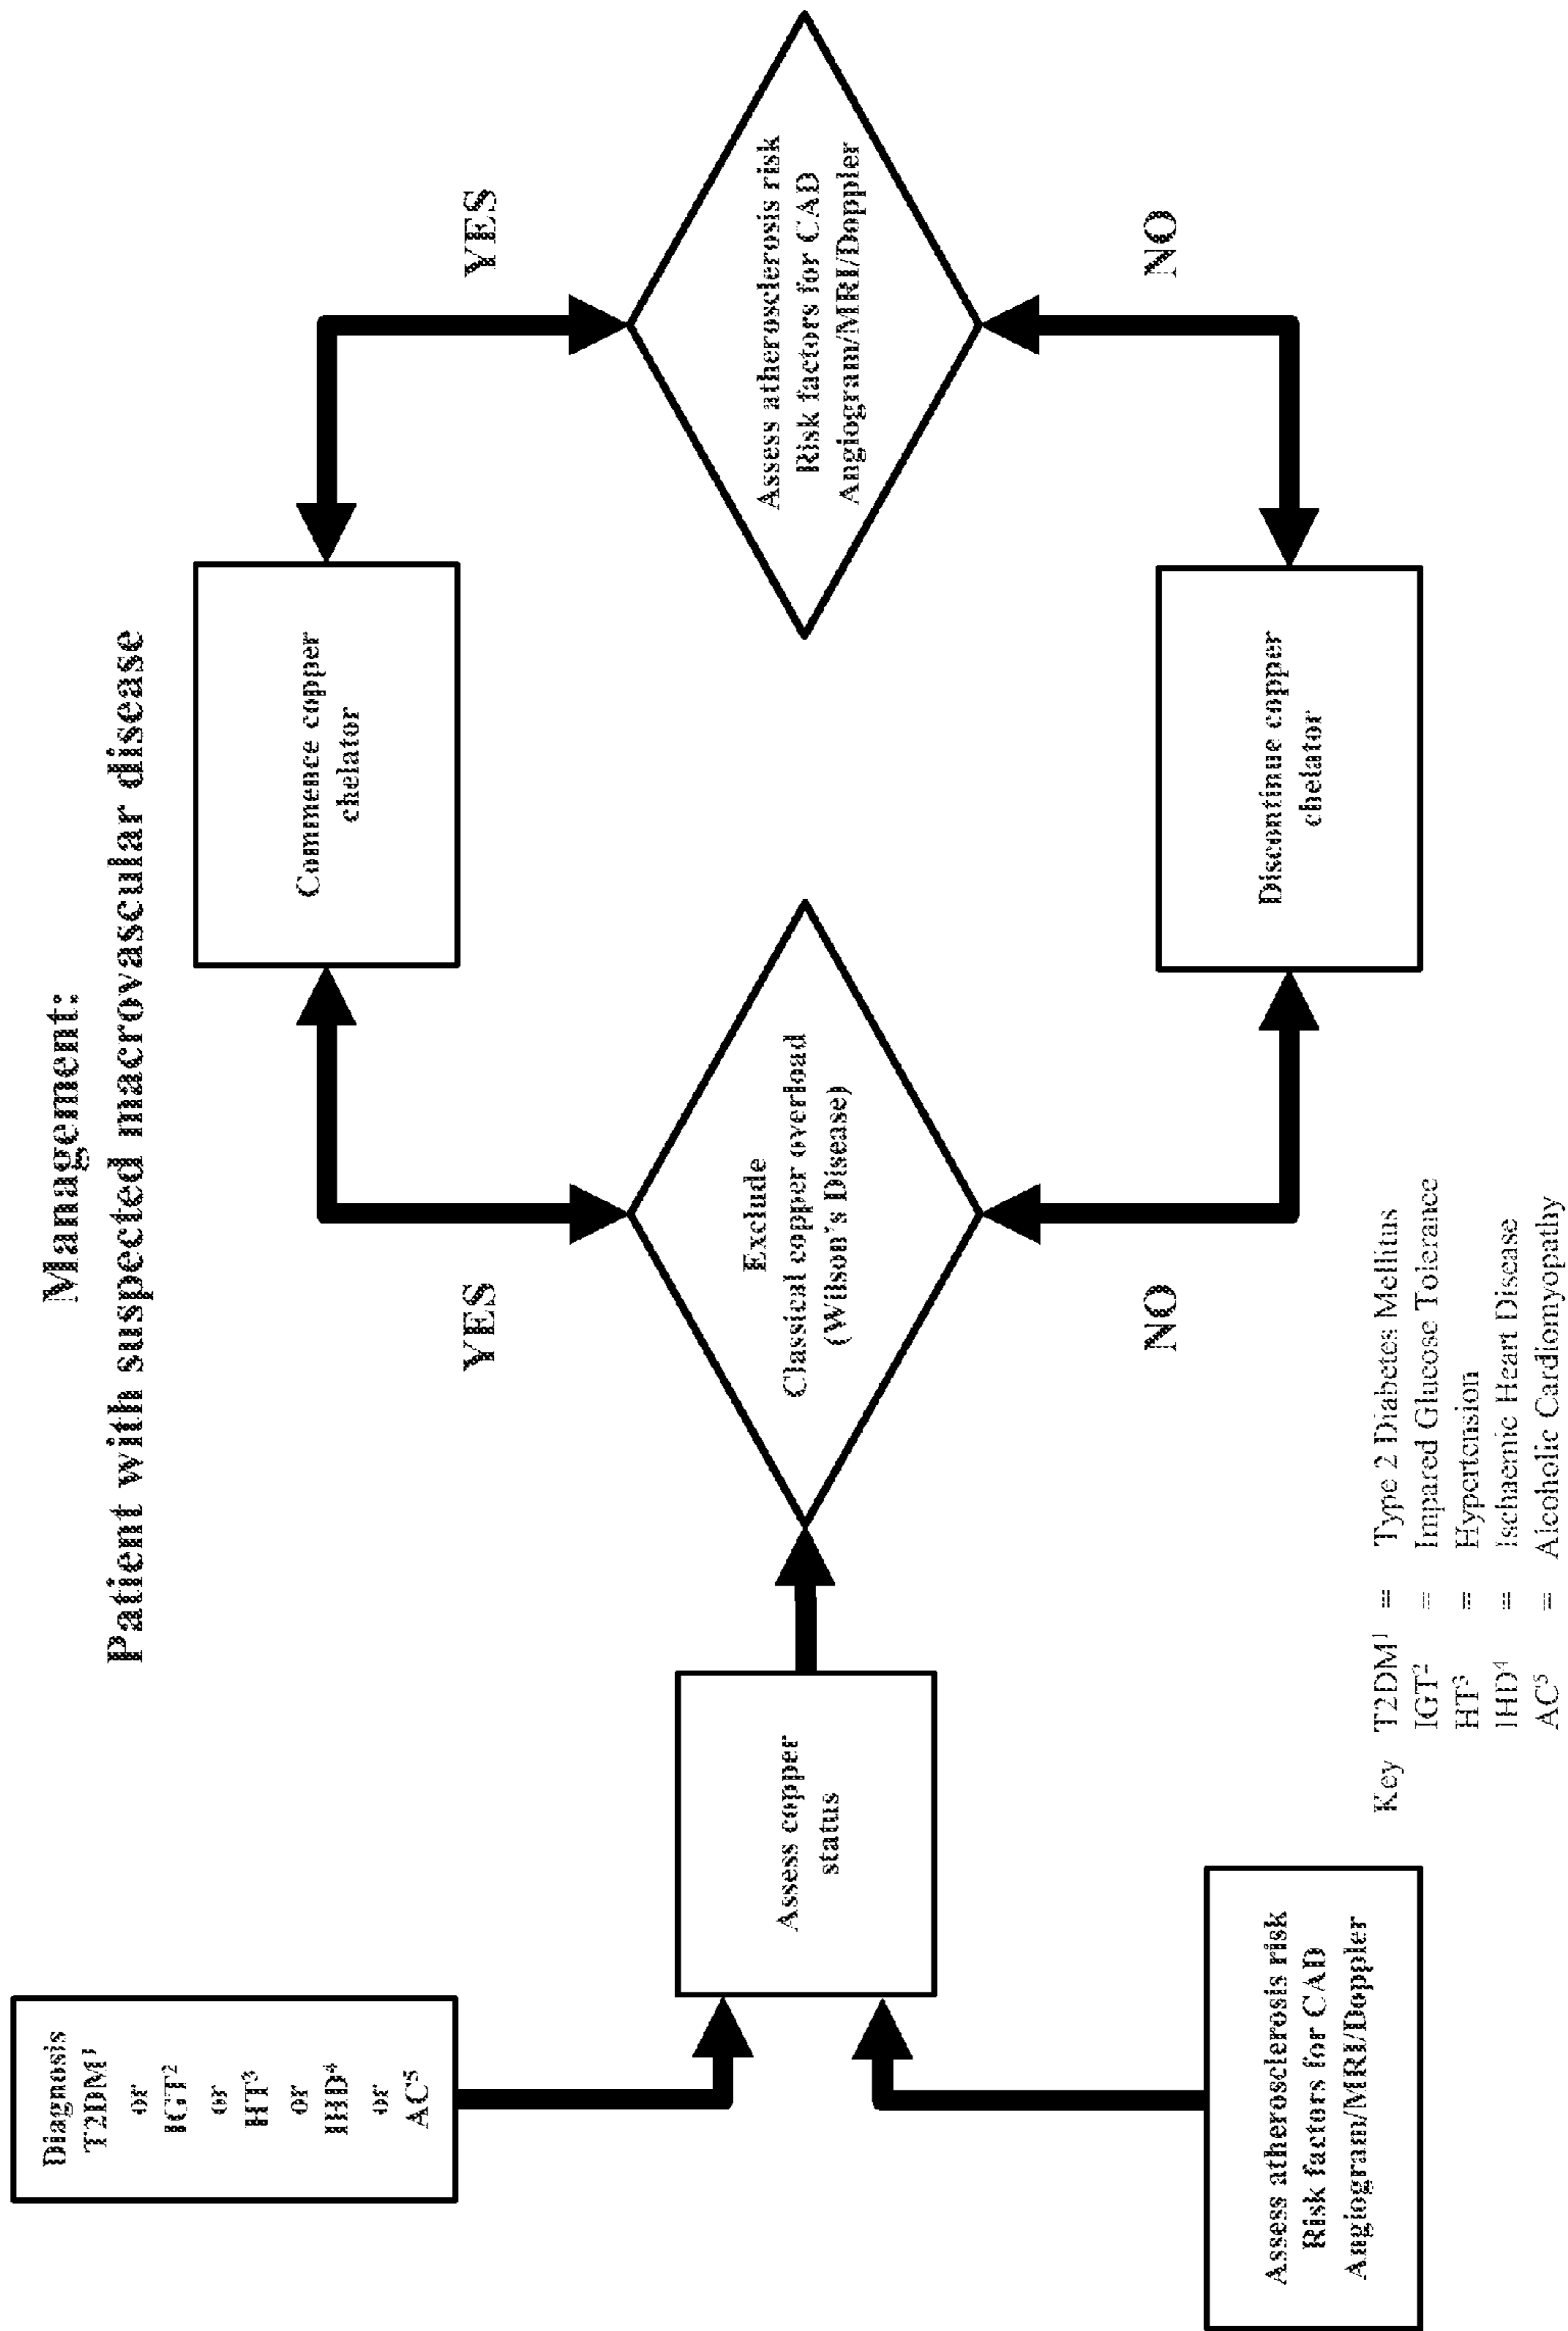 Management:
Patient with suspected macrovascular disease
Diagnosis
T2DM¹
or
IGT²
or
HT³
or
IHD⁴
or
AC⁵
Assess atherosclerosis risk
Risk factors for CAD
Angiogram/MRI/Doppler
Assess copper
status
Exclude
Classical copper overload
(Wilson's Disease)
YES
NO
Commence copper
chelator
Discontinue copper
chelator
YES
NO
Assess atherosclerosis risk
Risk factors for CAD
Angiogram/MRI/Doppler
Key T2DM¹ = Type 2 Diabetes Mellitus
IGT² = Impared Glucose Tolerance
HT³ = Hypertension
IHD⁴ = Ischaemic Heart Disease
AC⁵ = Alcoholic Cardiomyopathy